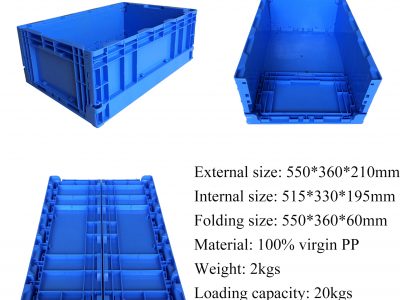 External size: 550*360*210mm
Internal size: 515*330*195mm
Folding size: 550*360*60mm
Material: 100% virgin PP
Weight: 2kgs
Loading capacity: 20kgs